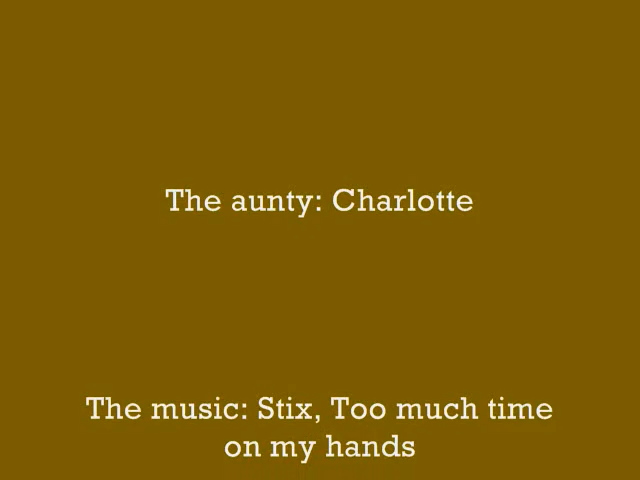 The aunty: Charlotte
The music: Stix, Too much time
on my hands